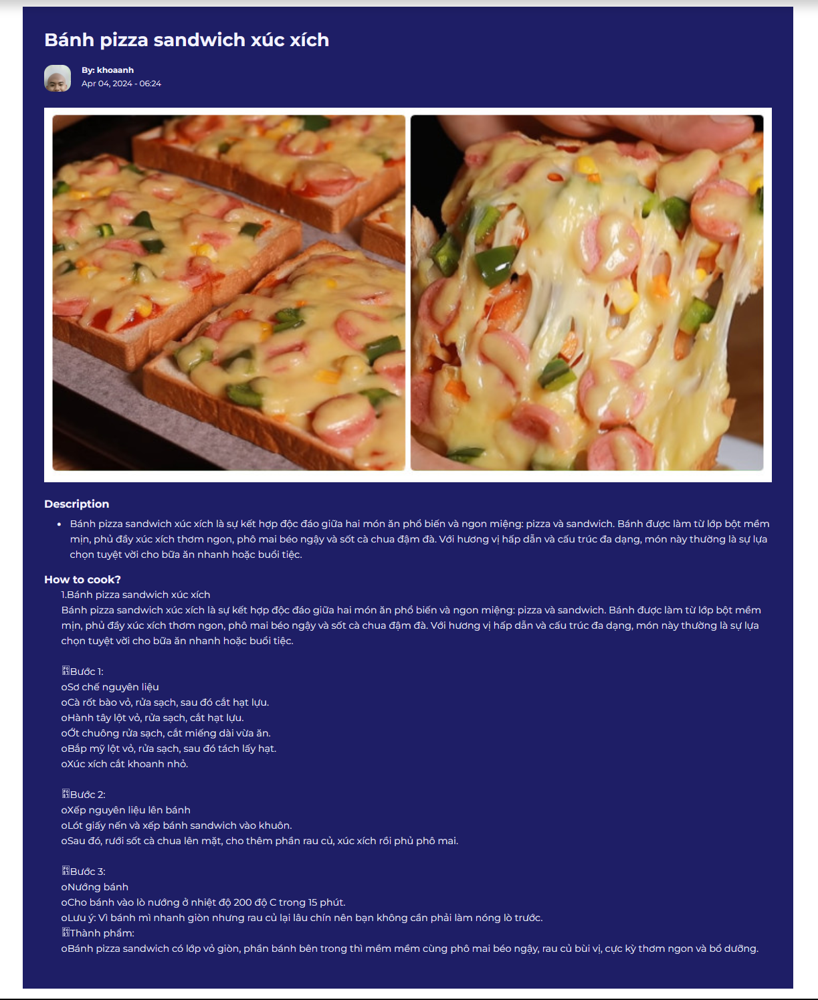 Bánh pizza sandwich xúc xích
By: khoaanh
Apr 04, 2024 - 06:24
Description
• Bánh pizza sandwich xúc xích là sự kết hợp độc đáo giữa hai món ăn phổ biến và ngon miệng: pizza và sandwich. Bánh được làm từ lớp bột mềm
mịn, phủ đầy xúc xích thơm ngon, phô mai béo ngậy và sốt cà chua đậm đà. Với hương vị hấp dẫn và cấu trúc đa dạng, món này thường là sự lựa
chọn tuyệt vời cho bữa ăn nhanh hoặc buổi tiệc.
How to cook?
1.Bánh pizza sandwich xúc xích
Bánh pizza sandwich xúc xích là sự kết hợp độc đáo giữa hai món ăn phổ biến và ngon miệng: pizza và sandwich. Bánh được làm từ lớp bột mềm
mịn, phủ đầy xúc xích thơm ngon, phô mai béo ngậy và sốt cà chua đậm đà. Với hương vị hấp dẫn và cấu trúc đa dạng, món này thường là sự lựa
chọn tuyệt vời cho bữa ăn nhanh hoặc buổi tiệc.
Bước 1:
oSơ chế nguyên liệu
oCà rốt bào vỏ, rửa sạch, sau đó cắt hạt lựu.
oHành tây lột vỏ, rửa sạch, cắt hạt lựu.
oỚt chuông rửa sạch, cắt miếng dài vừa ăn.
oBắp mỹ lột vỏ, rửa sạch, sau đó tách lấy hạt.
oXúc xích cắt khoanh nhỏ.
Bước 2:
oXếp nguyên liệu lên bánh
oLót giấy nến và xếp bánh sandwich vào khuôn.
oSau đó, rưới sốt cà chua lên mặt, cho thêm phần rau củ, xúc xích rồi phủ phô mai.
Bước 3:
oNướng bánh
oCho bánh vào lò nướng ở nhiệt độ 200 độ C trong 15 phút.
oLưu ý: Vì bánh mì nhanh giòn nhưng rau củ lại lâu chín nên bạn không cần phải làm nóng lò trước.
Thành phẩm:
oBánh pizza sandwich có lớp vỏ giòn, phần bánh bên trong thì mềm mềm cùng phô mai béo ngậy, rau củ bùi vị, cực kỳ thơm ngon và bổ dưỡng.